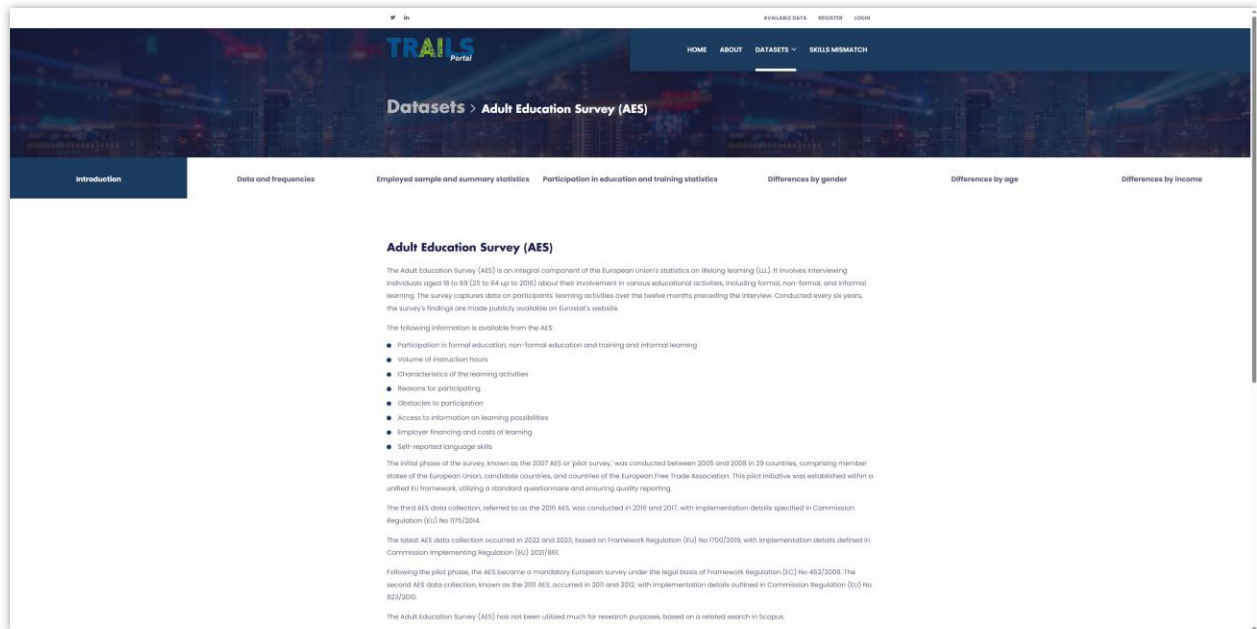 AVAILABLE DATA REGISTER LOGIN
TRAILS
Portal
HOME ABOUT DATASETS SKILLS MISMATCH
Datasets > Adult Education Survey (AES)
Introduction Data and frequencies Employed sample and summary statistics Participation in education and training statistics Differences by gender Differences by age Differences by income
Adult Education Survey (AES)
The Adult Education Survey (AES) is an integral component of the European Union's statistics on lifelong learning (LLL). It involves interviewing
individuals aged 18 to 69 (25 to 64 up to 2016) about their involvement in various educational activities, including formal, non-formal, and informal
learning. The survey captures data on participants' learning activities over the twelve months preceding the interview. Conducted every six years,
the survey's findings are made publicly available on Eurostat's website.
The following information is available from the AES:
Participation in formal education, non-formal education and training and informal learning
Volume of instruction hours
Characteristics of the learning activities
Reasons for participating
Obstacles to participation
Access to information on learning possibilities
Employer financing and costs of learning
Self-reported language skills
The initial phase of the survey, known as the 2007 AES or 'pilot survey,' was conducted between 2005 and 2008 in 29 countries, comprising member
states of the European Union, candidate countries, and countries of the European Free Trade Association. This pilot initiative was established within a
unified EU framework, utilizing a standard questionnaire and ensuring quality reporting.
The third AES data collection, referred to as the 2016 AES, was conducted in 2016 and 2017, with implementation details specified in Commission
Regulation (EU) No 1175/2014.
The latest AES data collection occurred in 2022 and 2023, based on Framework Regulation (EU) No 1700/2019, with implementation details defined in
Commission Implementing Regulation (EU) 2021/861.
Following the pilot phase, the AES became a mandatory European survey under the legal basis of Framework Regulation (EC) No 452/2008. The
second AES data collection, known as the 2011 AES, occurred in 2011 and 2012, with implementation details outlined in Commission Regulation (EU) No
823/2010.
The Adult Education Survey (AES) has not been utilized much for research purposes, based on a related search in Scopus.